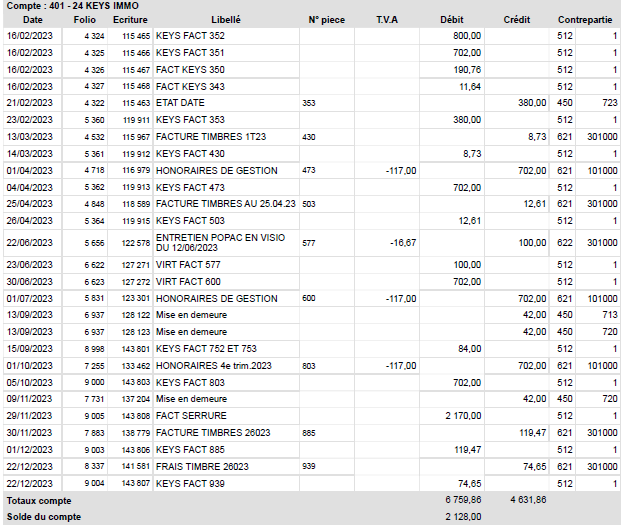 Compte : 401 - 24 KEYS IMMO
Date Folio Ecriture Libellé N° piece T.V.A Débit Crédit Contrepartie
16/02/2023 4 324 115 465 KEYS FACT 352 800,00 512 1
16/02/2023 4 325 115 466 KEYS FACT 351 702,00 512 1
16/02/2023 4 326 115 467 FACT KEYS 350 190,76 512 1
16/02/2023 4 327 115 468 FACT KEYS 343 11,64 512 1
21/02/2023 4 322 115 463 ETAT DATE 353 380,00 450 723
23/02/2023 5 360 119 911 KEYS FACT 353 380,00 512 1
13/03/2023 4 532 115 967 FACTURE TIMBRES 1T23 430 8,73 621 301000
14/03/2023 5 361 119 912 KEYS FACT 430 8,73 512 1
01/04/2023 4 718 116 979 HONORAIRES DE GESTION 473 -117,00 702,00 621 101000
04/04/2023 5 362 119 913 KEYS FACT 473 702,00 512 1
25/04/2023 4 848 118 589 FACTURE TIMBRES AU 25.04.23 503 12,61 621 301000
26/04/2023 5 364 119 915 KEYS FACT 503 12,61 512 1
22/06/2023 5 656 122 578 ENTRETIEN POPAC EN VISIO DU 12/06/2023 577 -16,67 100,00 622 301000
23/06/2023 6 622 127 271 VIRT FACT 577 100,00 512 1
30/06/2023 6 623 127 272 VIRT FACT 600 702,00 512 1
01/07/2023 5 831 123 301 HONORAIRES DE GESTION 600 -117,00 702,00 621 101000
13/09/2023 6 937 128 122 Mise en demeure 42,00 450 713
13/09/2023 6 937 128 123 Mise en demeure 42,00 450 720
15/09/2023 8 998 143 801 KEYS FACT 752 ET 753 84,00 512 1
01/10/2023 7 255 133 462 HONORAIRES 4e trim.2023 803 -117,00 702,00 621 101000
05/10/2023 9 000 143 803 KEYS FACT 803 702,00 512 1
09/11/2023 7 731 137 204 Mise en demeure 42,00 450 720
29/11/2023 9 005 143 808 FACT SERRURE 2 170,00 512 1
30/11/2023 7 883 138 779 FACTURE TIMBRES 26023 885 119,47 621 301000
01/12/2023 9 003 143 806 KEYS FACT 885 119,47 512 1
22/12/2023 8 337 141 581 FRAIS TIMBRE 26023 939 74,65 621 301000
22/12/2023 9 004 143 807 KEYS FACT 939 74,65 512 1
Totaux compte 6 759,86 4 631,86
Solde du compte 2 128,00